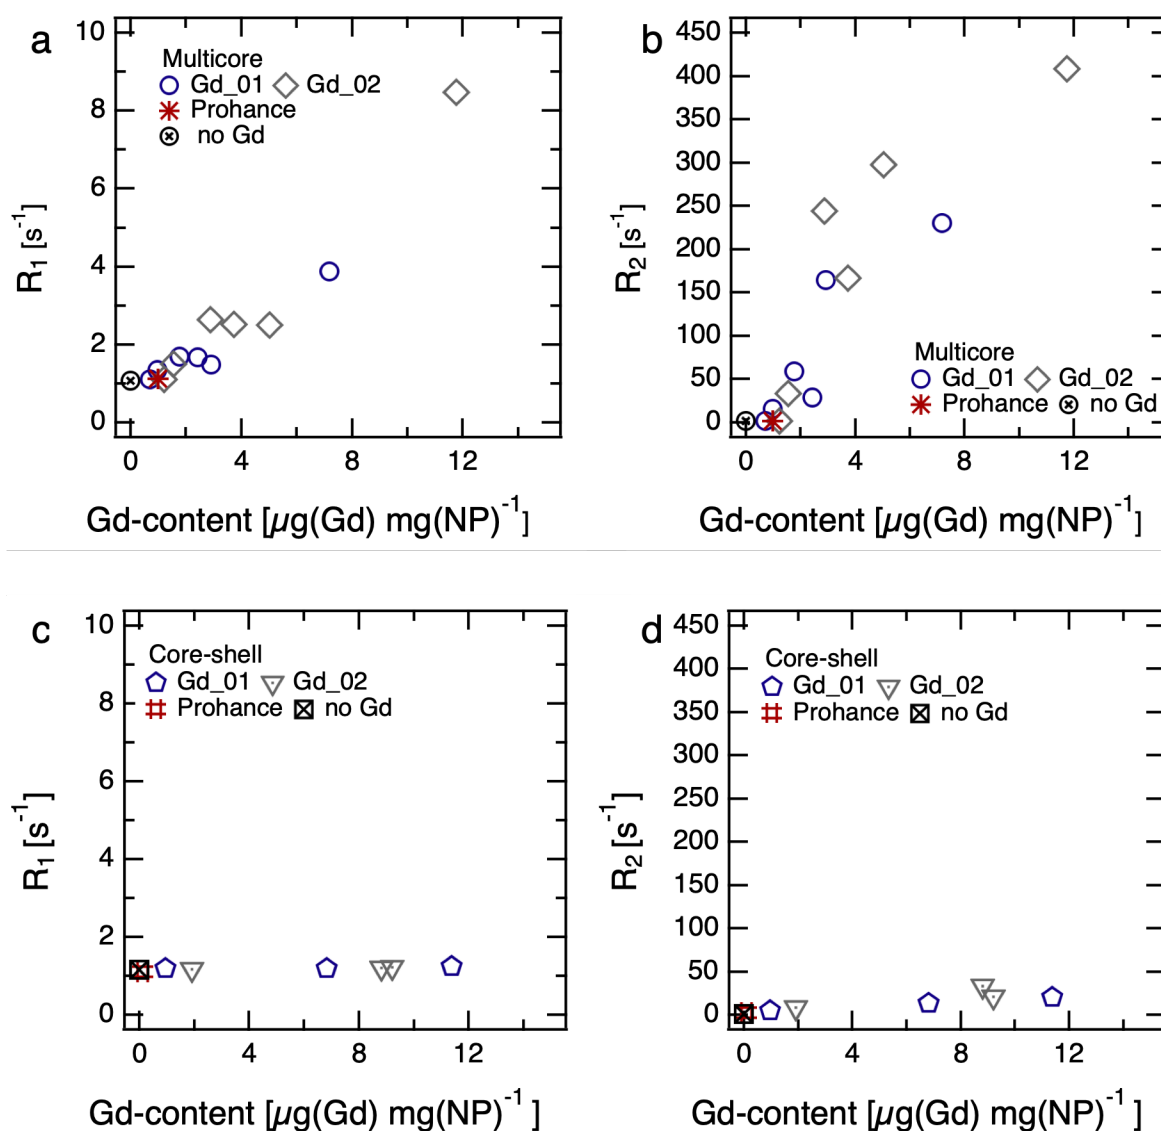 a
10
8
6
4
2
0
R1 [s-1]
Multicore
Gd_01 Gd_02
Prohance
no Gd
0 4 8 12
Gd-content [µg(Gd) mg(NP)-1]
b
450
400
350
300
250
200
150
100
50
0
R2 [s-1]
Multicore
Gd_01 Gd_02
Prohance no Gd
0 4 8 12
Gd-content [µg(Gd) mg(NP)-1]
c
10
8
6
4
2
0
R1 [s-1]
Core-shell
Gd_01 Gd_02
Prohance no Gd
0 4 8 12
Gd-content [µg(Gd) mg(NP)-1 ]
d
450
400
350
300
250
200
150
100
50
0
R2 [s-1]
Core-shell
Gd_01 Gd_02
Prohance no Gd
0 4 8 12
Gd-content [µg(Gd) mg(NP)-1 ]